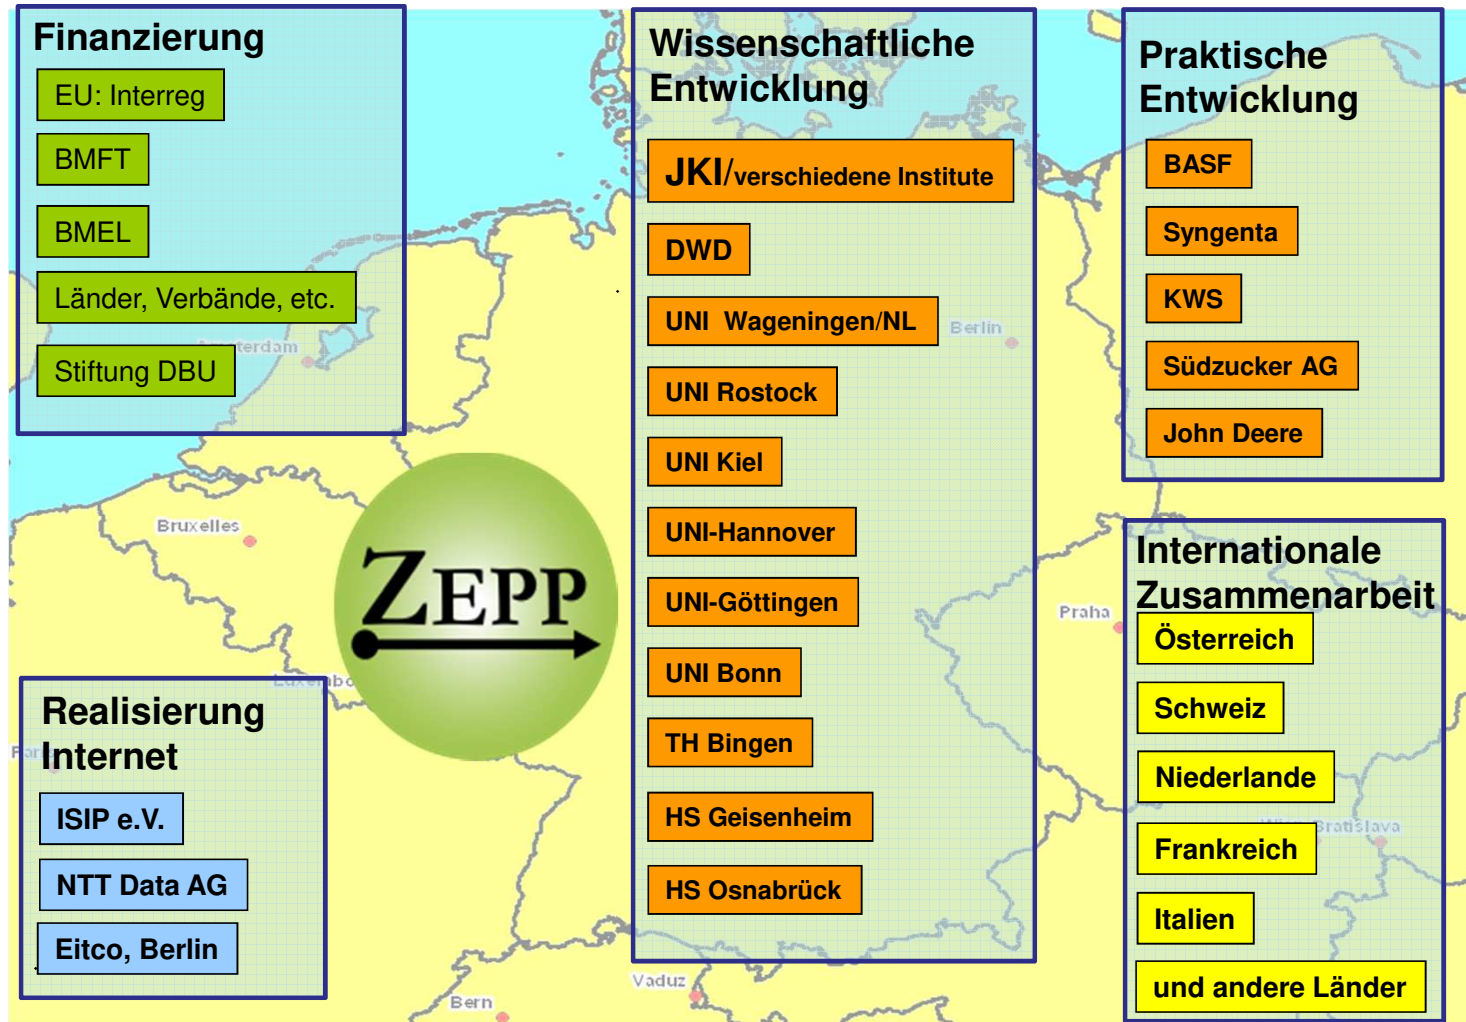 Finanzierung
EU: Interreg
BMFT
BMEL
Länder, Verbände, etc.
Stiftung DBU
Wissenschaftliche
Entwicklung
JKI/verschiedene Institute
DWD
UNI Wageningen/NL
UNI Rostock
UNI Kiel
UNI-Hannover
UNI-Göttingen
UNI Bonn
TH Bingen
HS Geisenheim
HS Osnabrück
Praktische
Entwicklung
BASF
Syngenta
KWS
Südzucker AG
John Deere
Internationale
Zusammenarbeit
Österreich
Schweiz
Niederlande
Frankreich
Italien
und andere Länder
ZEPP
Realisierung
Internet
ISIP e.V.
NTT Data AG
Eitco, Berlin
Berlin
Bruxelles
Praha
Bratislava
Vaduz
Bern